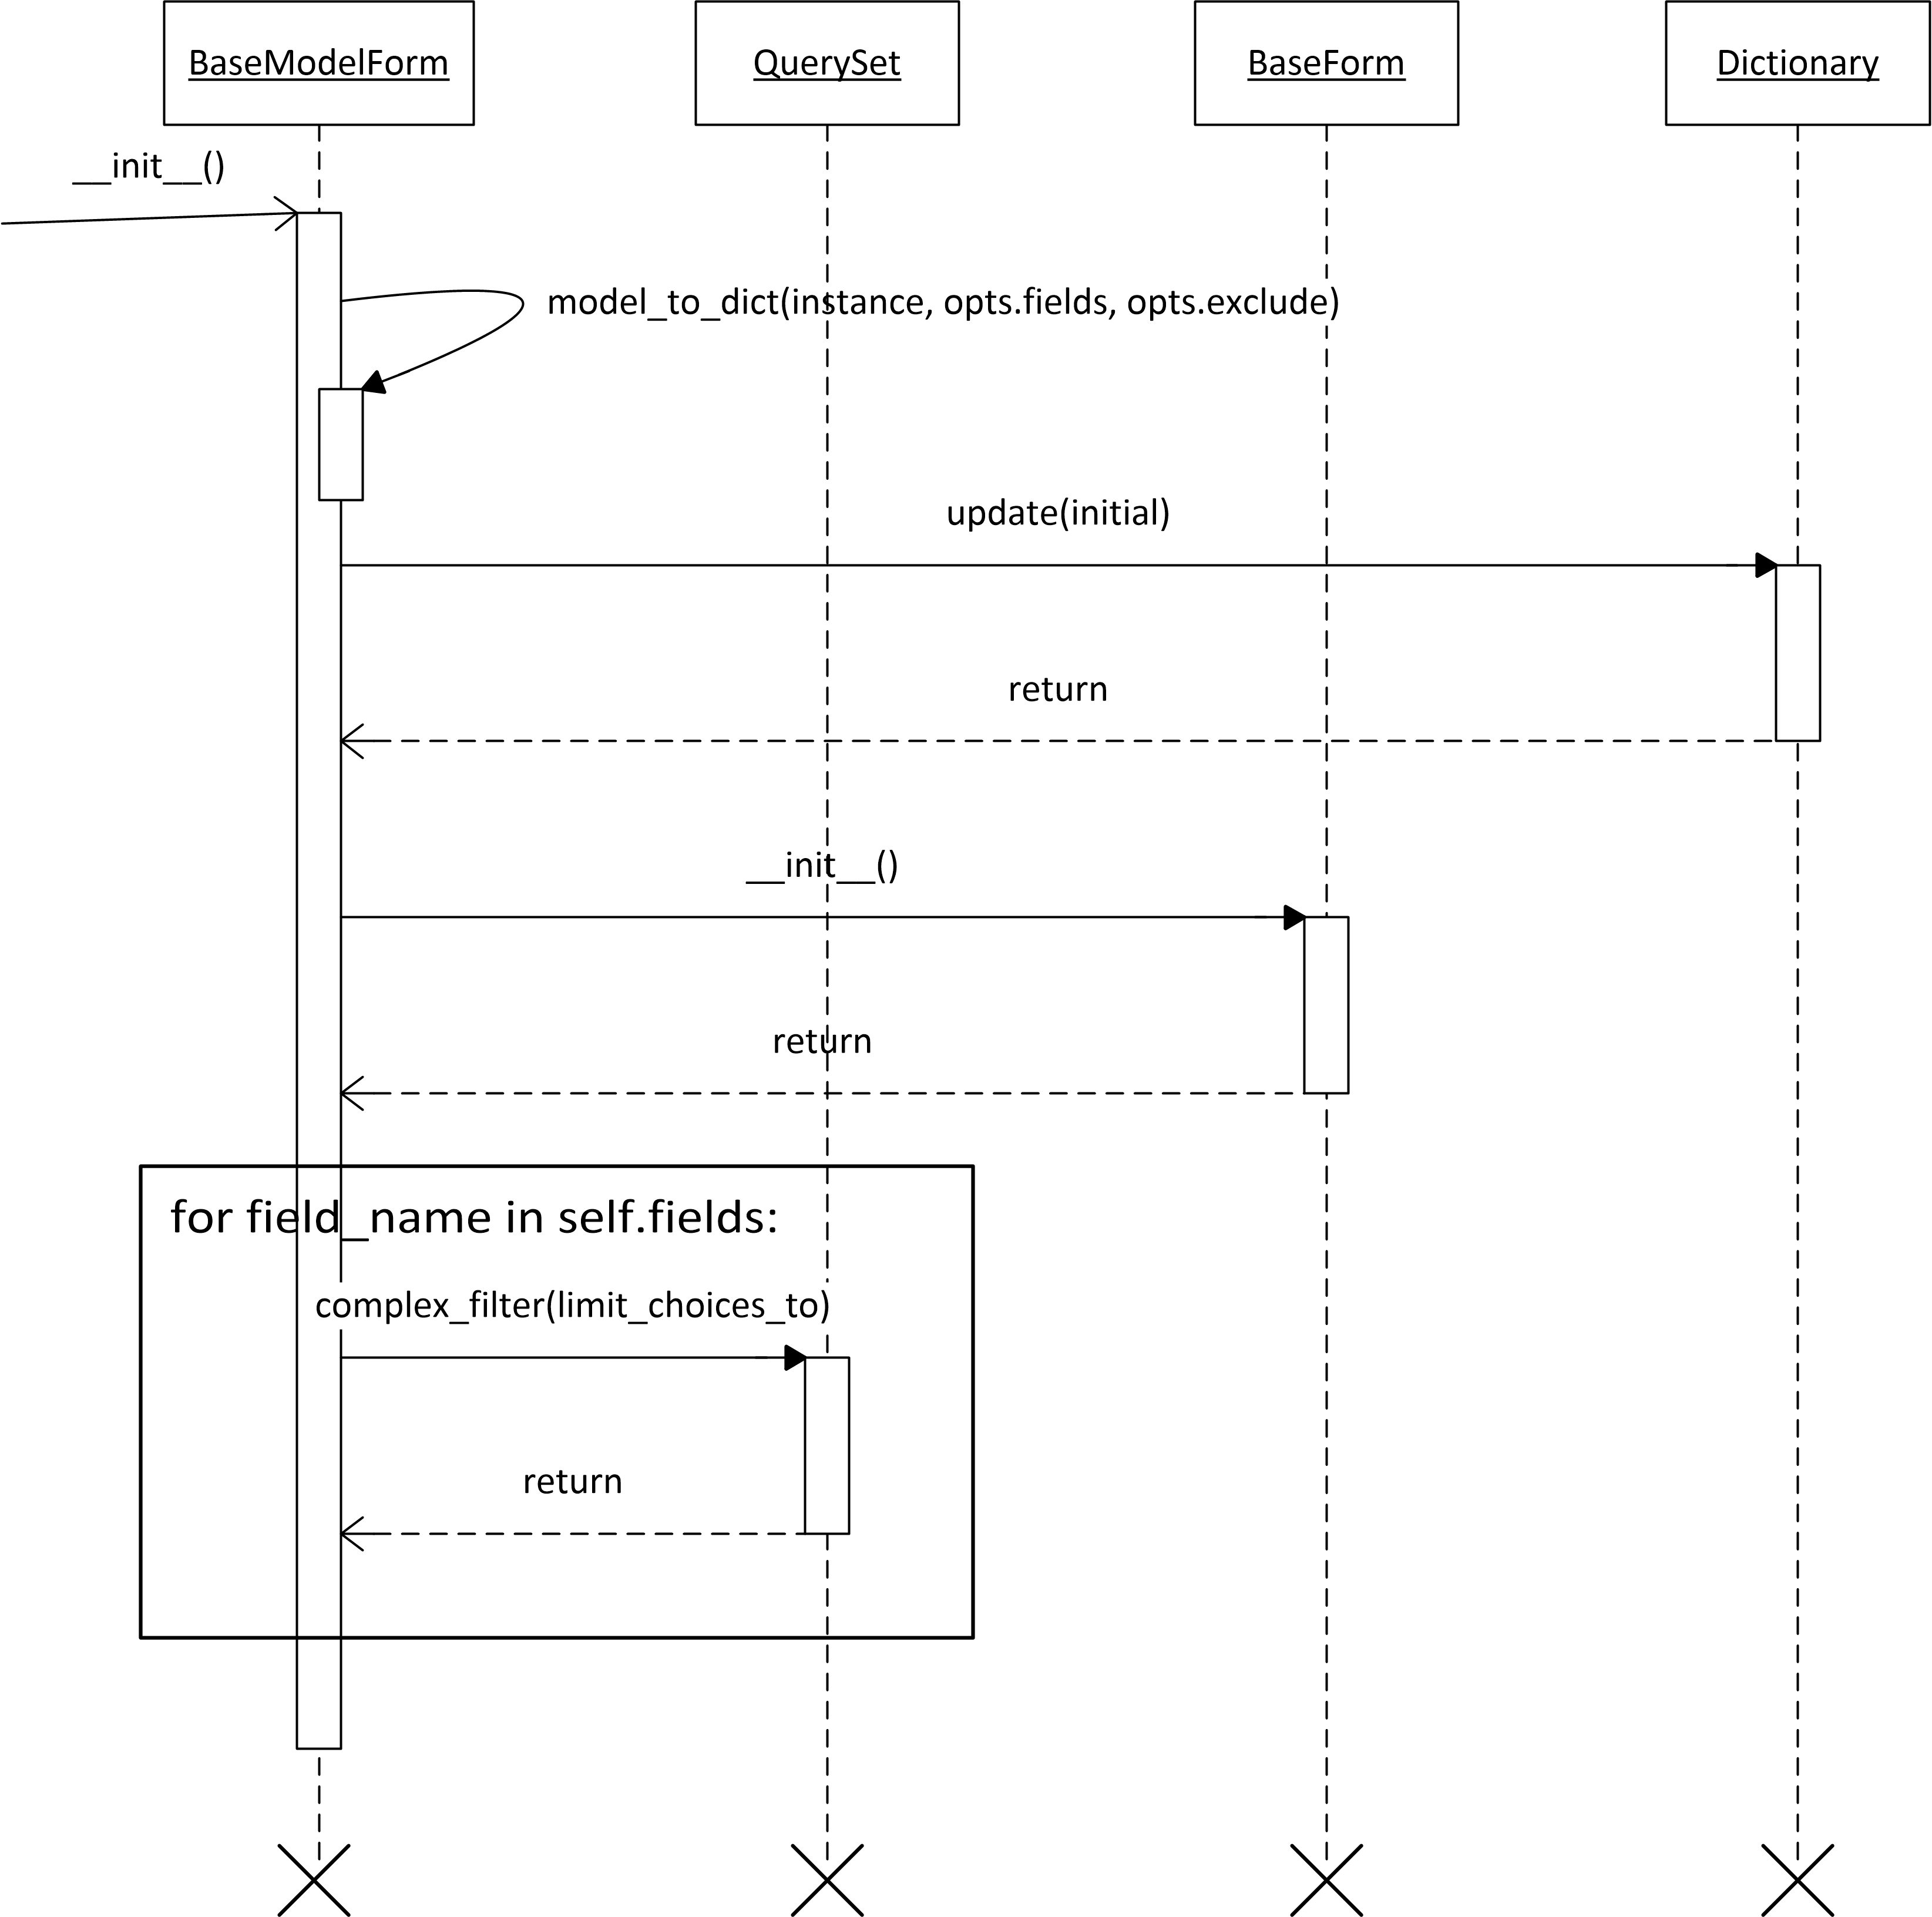 BaseModelForm
QuerySet
BaseForm
Dictionary
__init__()
model_to_dict(instance, opts.fields, opts.exclude)
update(initial)
return
__init__()
return
for field_name in self.fields:
complex_filter(limit_choices_to)
return